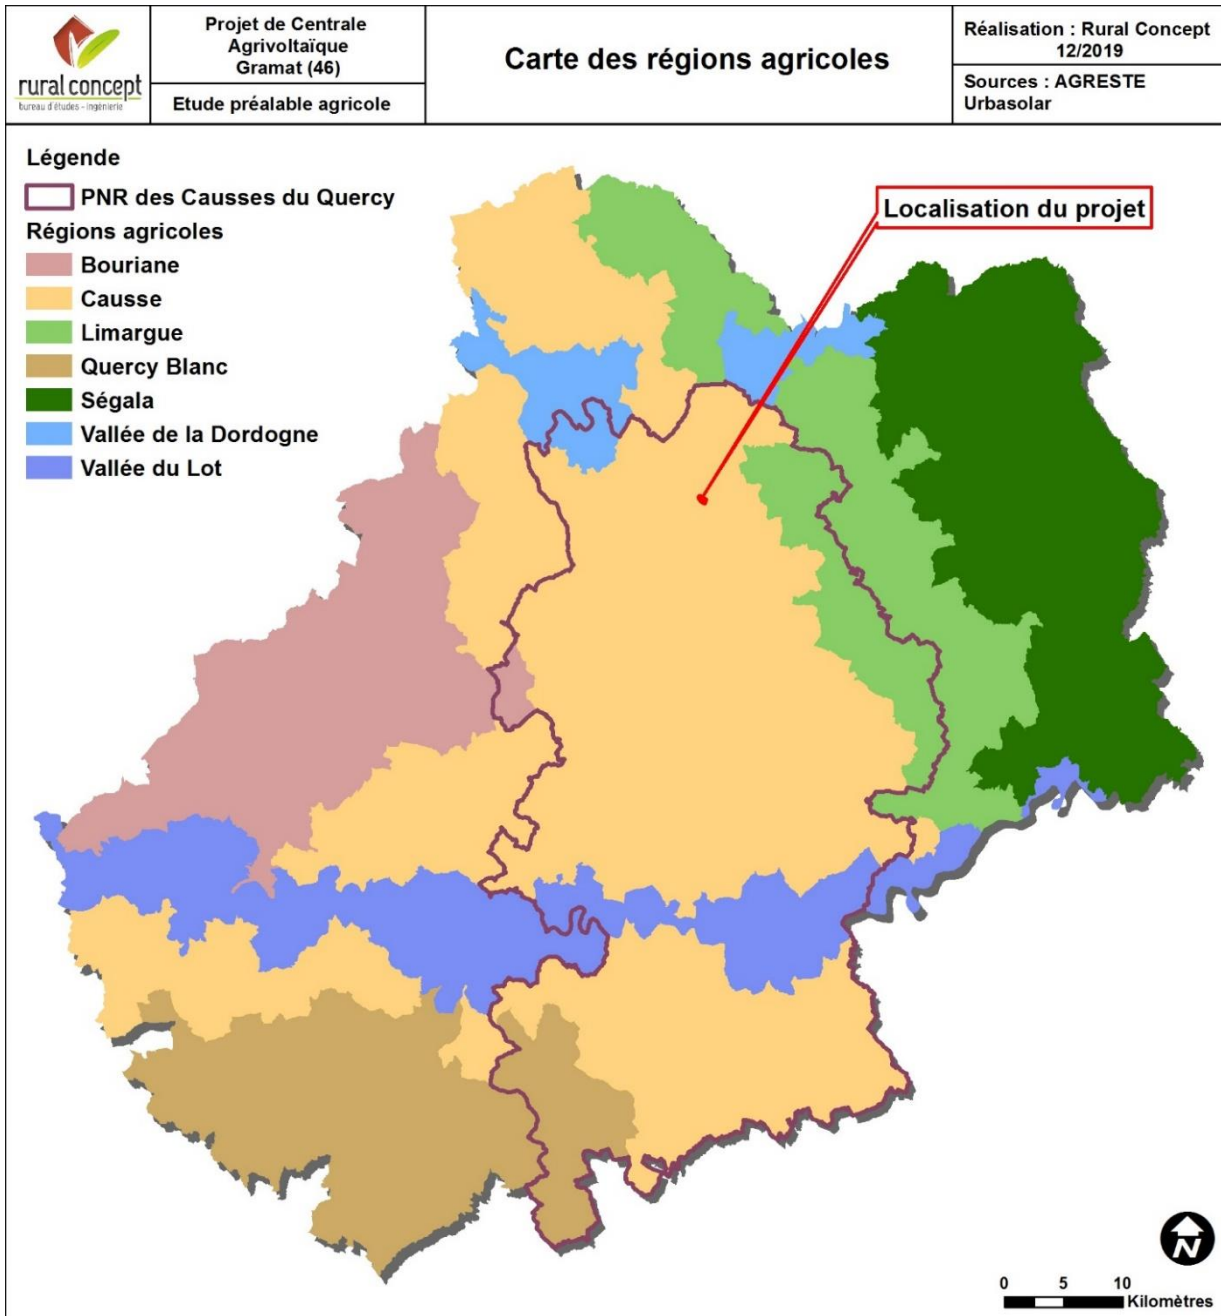 rural concept
bureau d'études - ingénierie
Projet de Centrale
Agrivoltaïque
Gramat (46)
Etude préalable agricole
Carte des régions agricoles
Réalisation : Rural Concept
12/2019
Sources : AGRESTE
Urbasolar
Légende
PNR des Causses du Quercy
Régions agricoles
Bouriane
Causse
Limargue
Quercy Blanc
Ségala
Vallée de la Dordogne
Vallée du Lot
Localisation du projet
N
0 5 10
Kilomètres